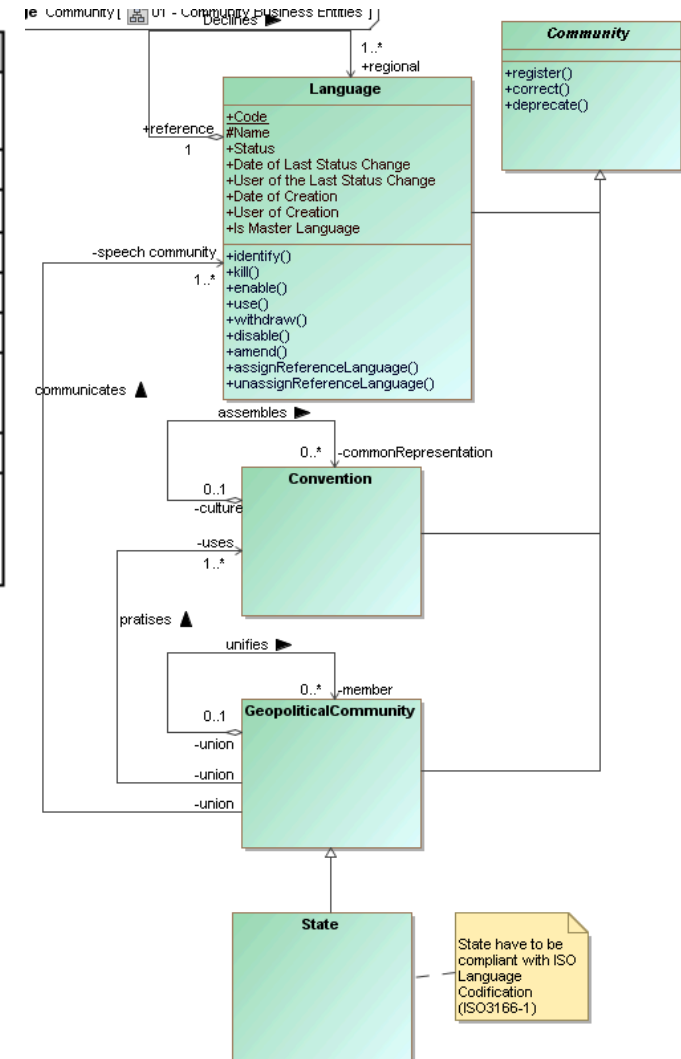 ge Community [ 01 - Community Business Entities ]
Declines
1..*
+regional
Community
+register()
+correct()
+deprecate()
Language
+Code
#Name
+Status
+Date of Last Status Change
+User of the Last Status Change
+Date of Creation
+User of Creation
+Is Master Language
+reference
1
+identify()
+kill()
+enable()
+use()
+withdraw()
+disable()
+amend()
+assignReferenceLanguage()
+unassignReferenceLanguage()
-speech community
1..*
communicates
assembles
0..* -commonRepresentation
Convention
0..1
-culture
-uses
1..*
pratises
unifies
0..* -member
GeopoliticalCommunity
0..1
-union
-union
-union
State
State have to be
compliant with ISO
Language
Codification
(ISO3166-1)